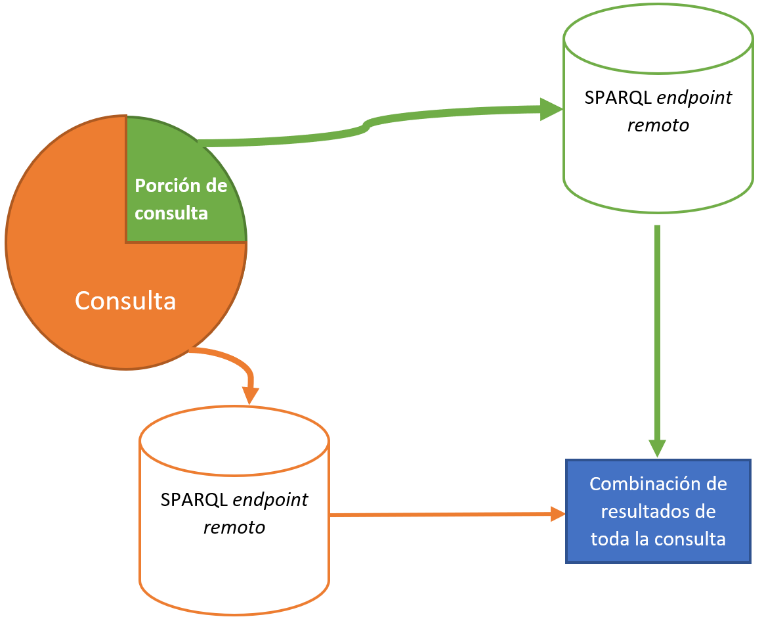 SPARQL endpoint
remoto
Porción de
consulta
Consulta
SPARQL endpoint
remoto
Combinación de
resultados de
toda la consulta